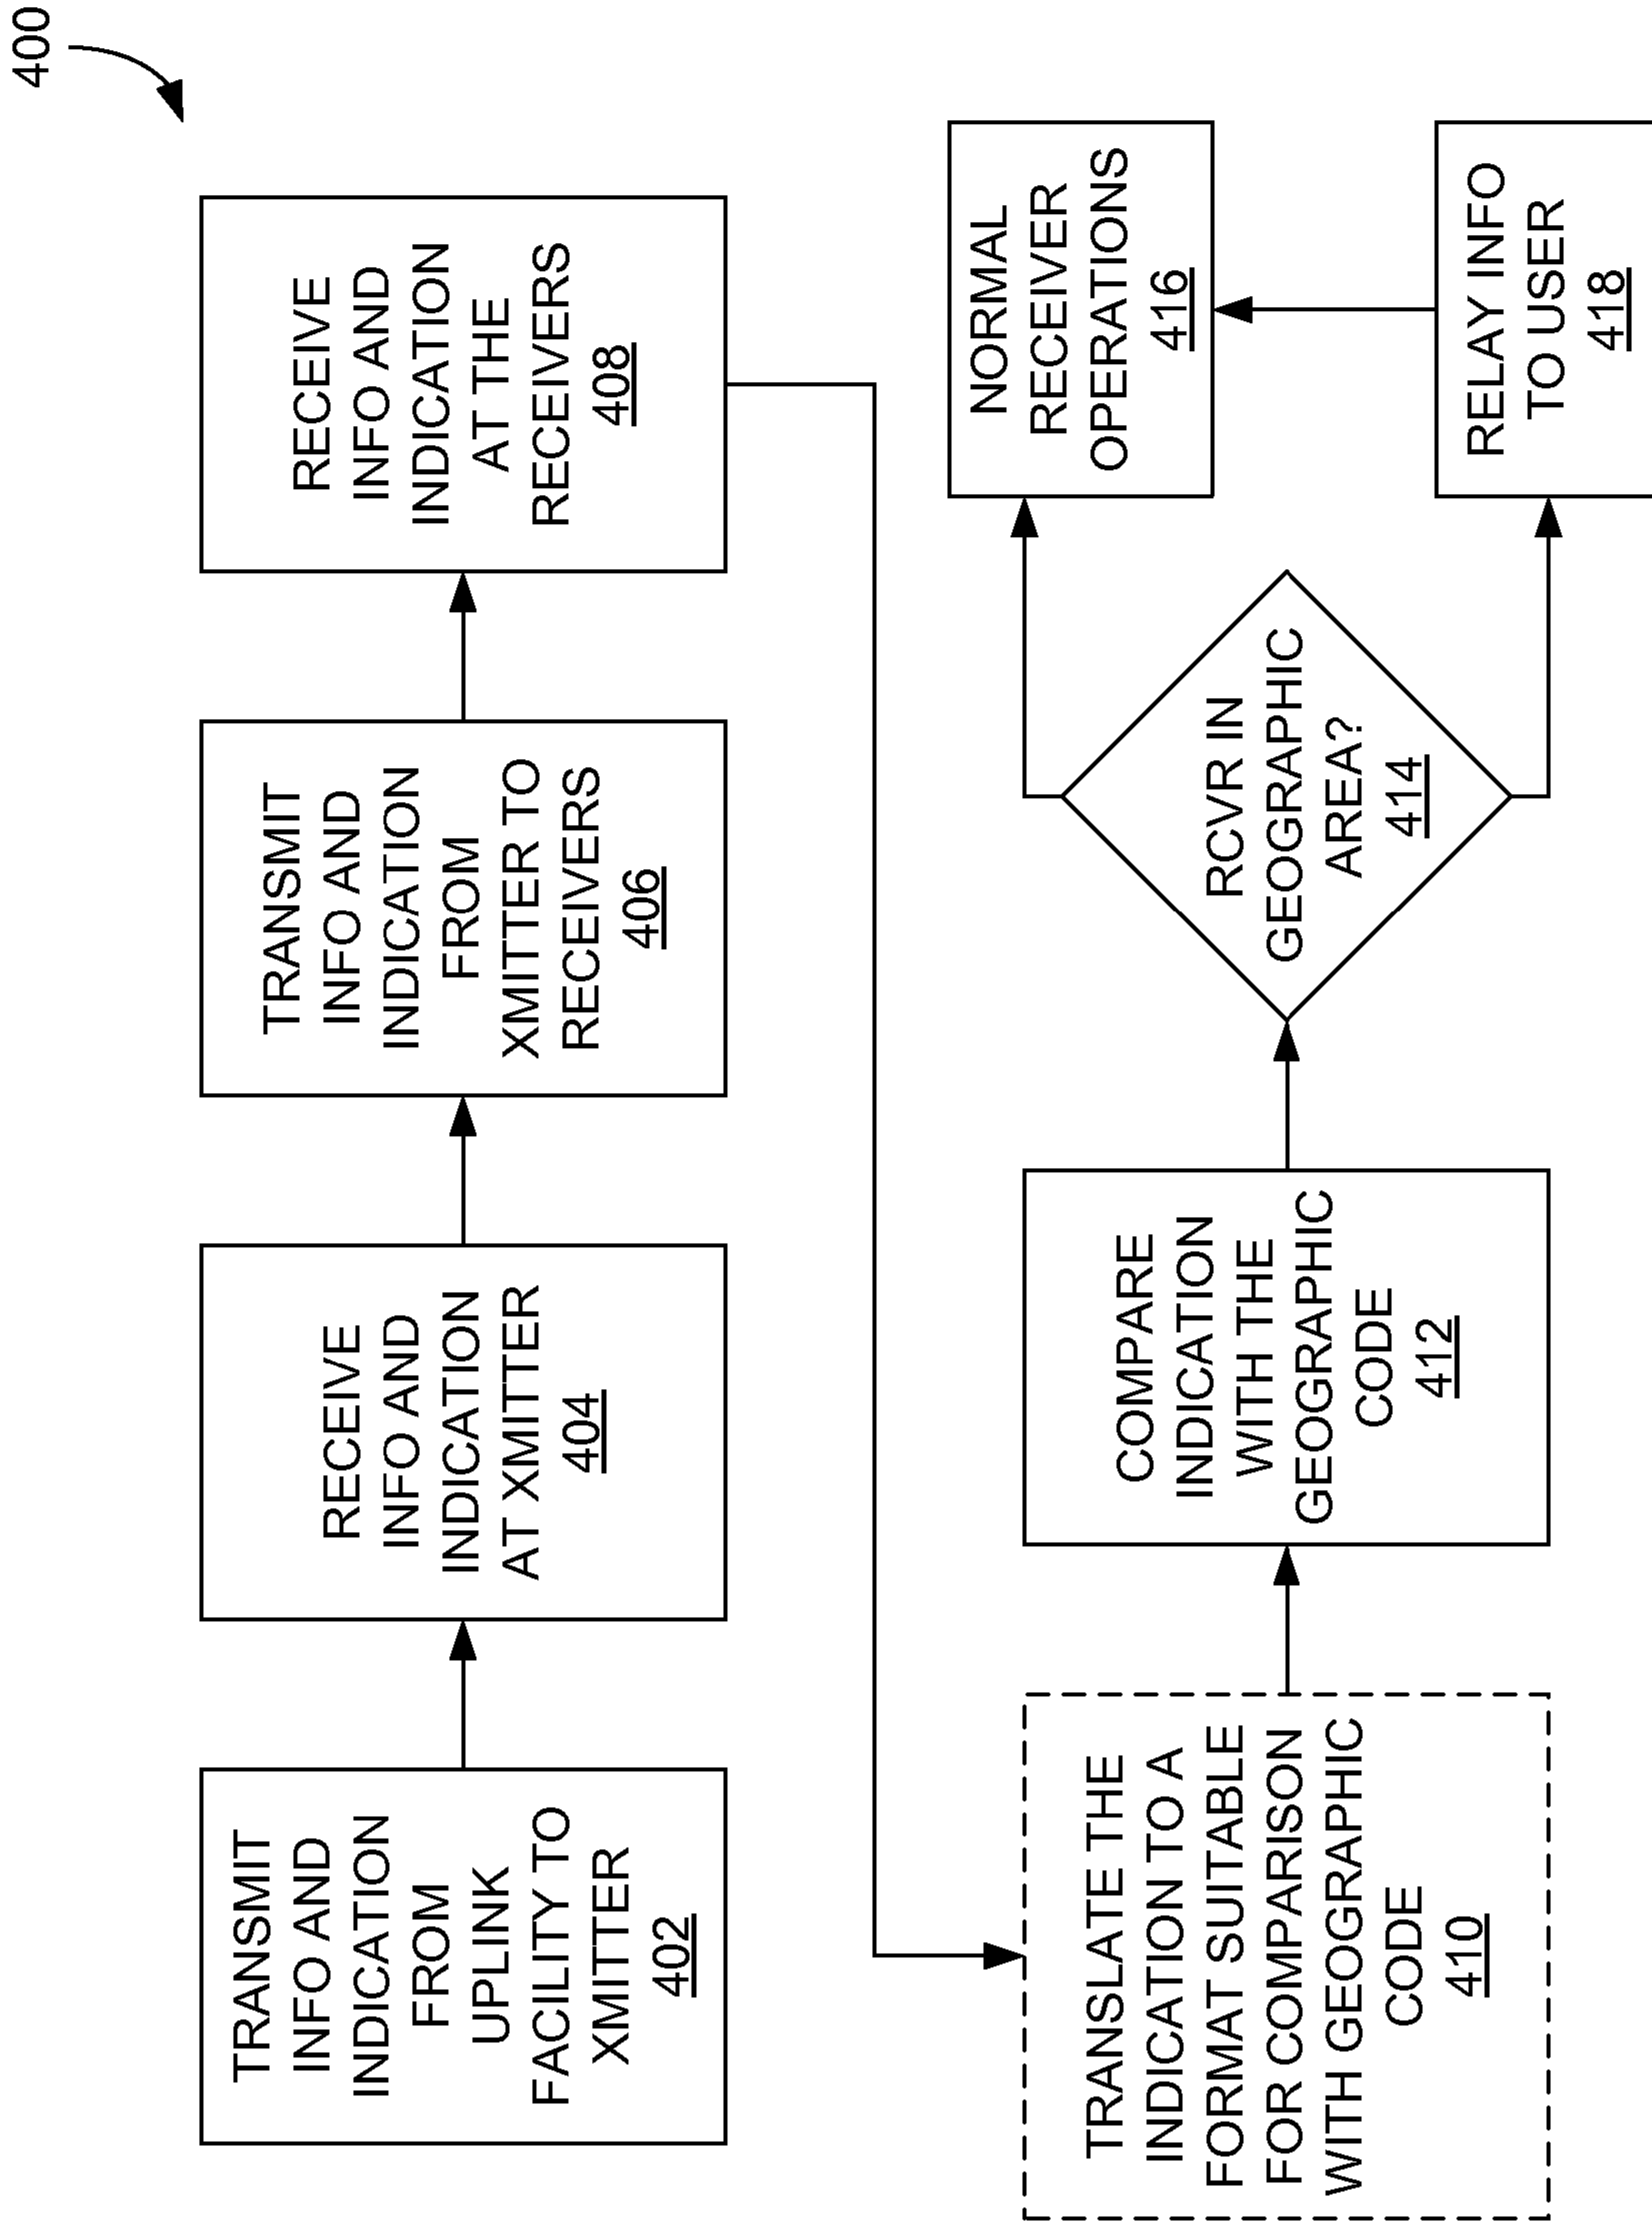 400
TRANSMIT
INFO AND
INDICATION
FROM
UPLINK
FACILITY TO
XMITTER
402
RECEIVE
INFO AND
INDICATION
AT XMITTER
404
TRANSMIT
INFO AND
INDICATION
FROM
XMITTER TO
RECEIVERS
406
RECEIVE
INFO AND
INDICATION
AT THE
RECEIVERS
408
TRANSLATE THE
INDICATION TO A
FORMAT SUITABLE
FOR COMPARISON
WITH GEOGRAPHIC
CODE
410
COMPARE
INDICATION
WITH THE
GEOGRAPHIC
CODE
412
RCVR IN
GEOGRAPHIC
AREA?
414
NORMAL
RECEIVER
OPERATIONS
416
RELAY INFO
TO USER
418